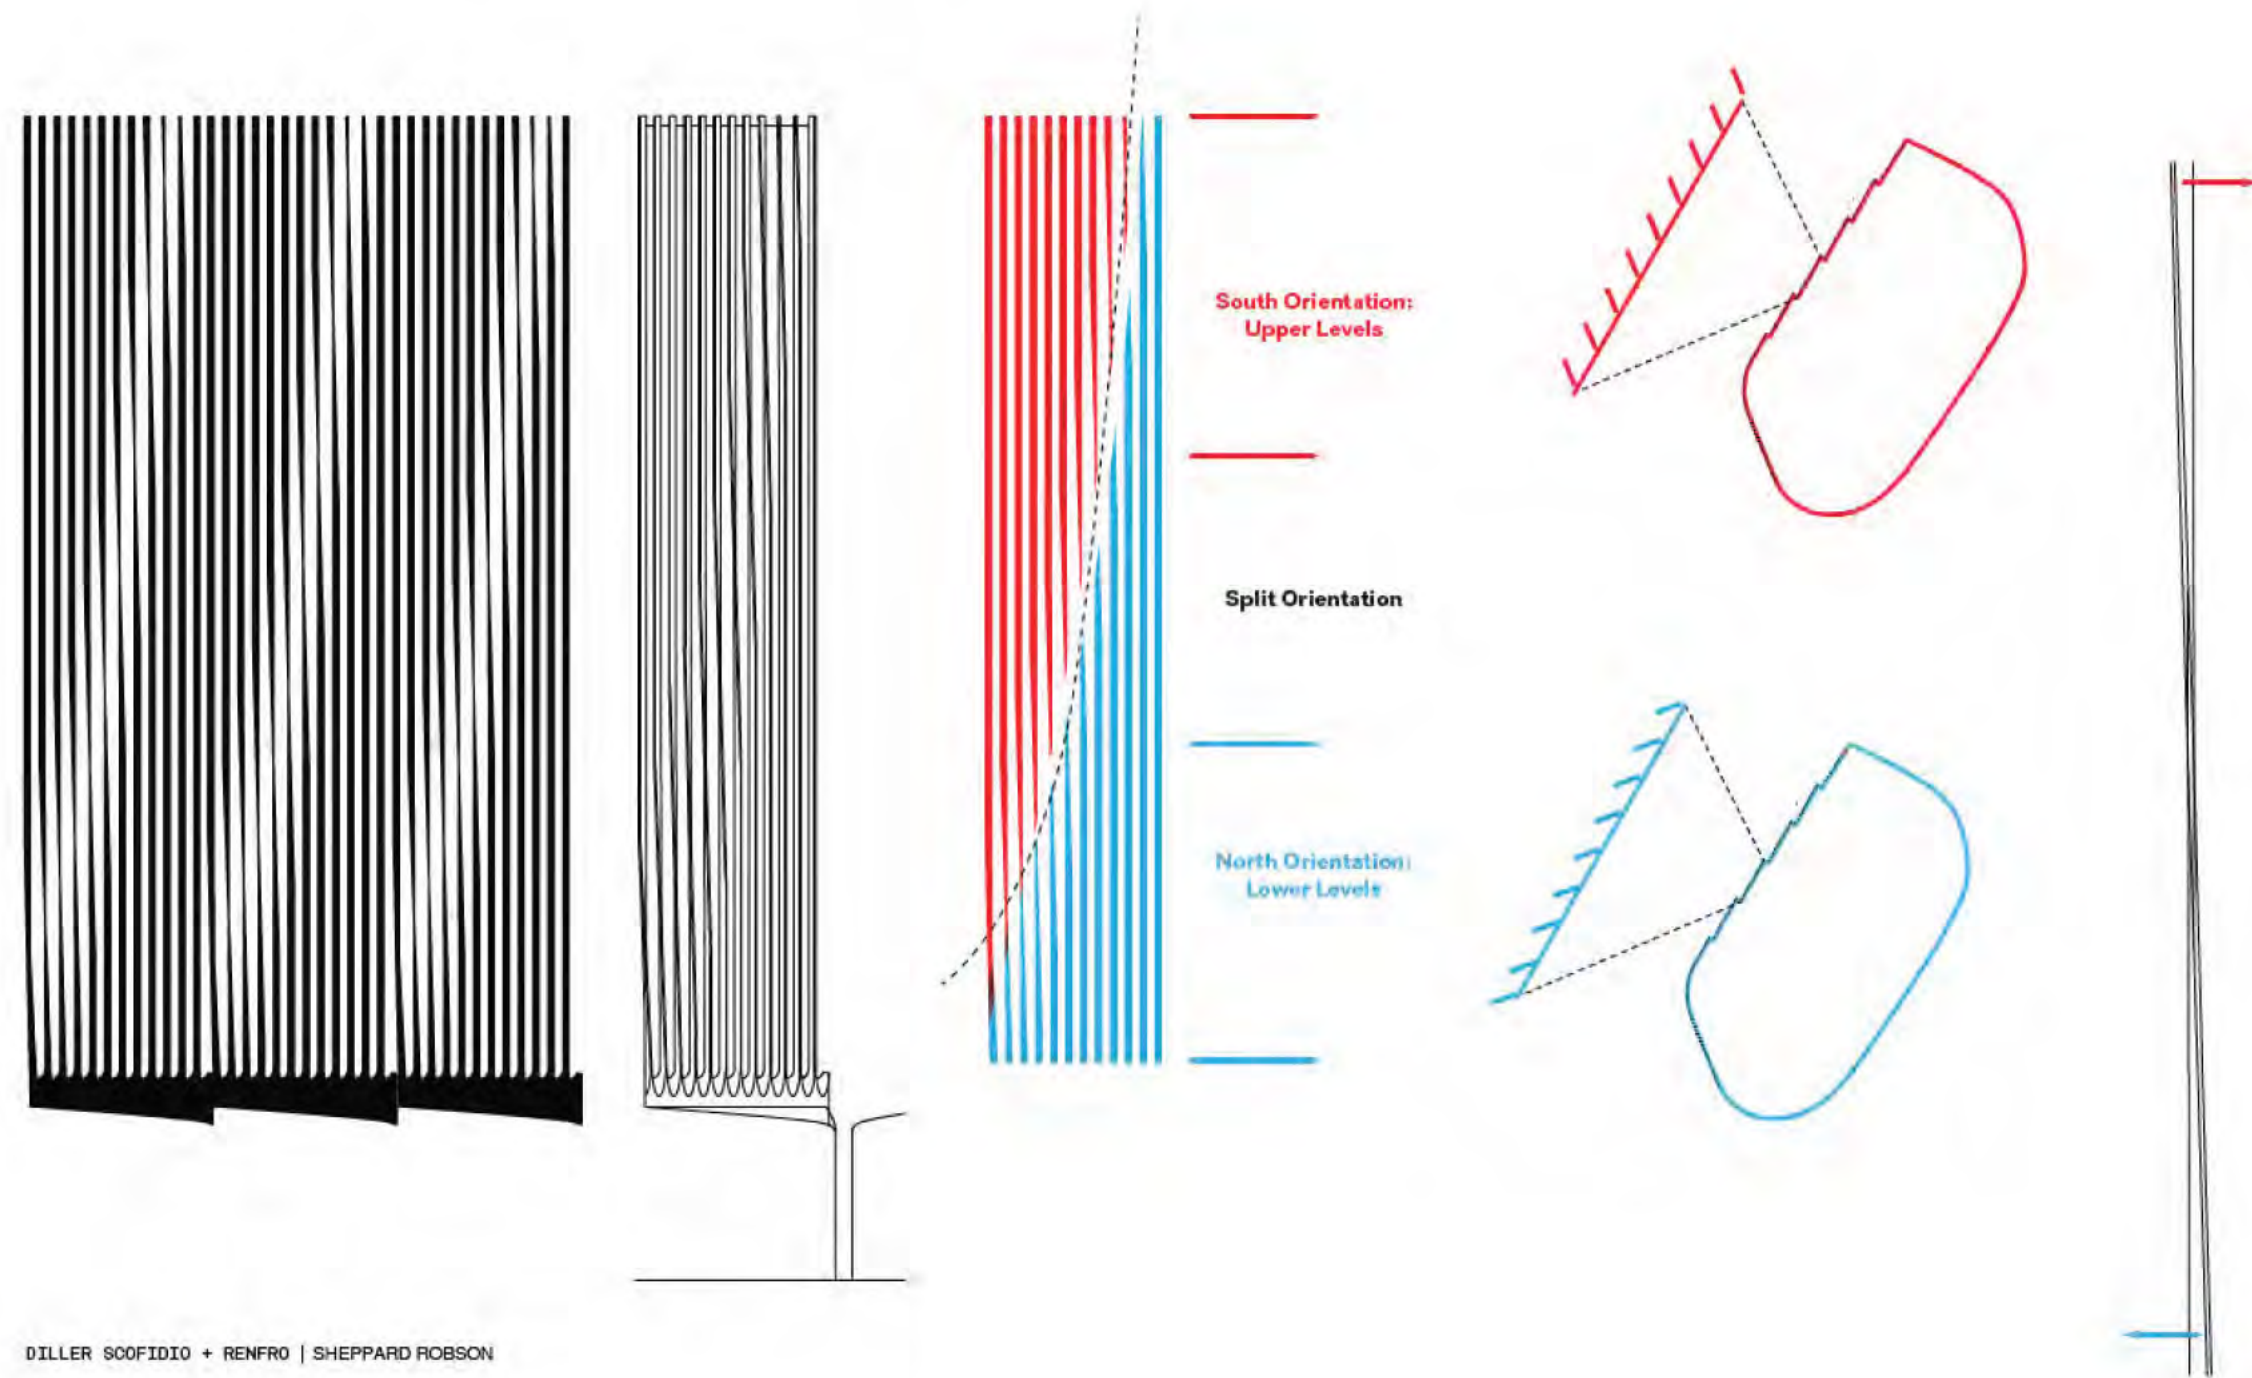 South Orientation:
Upper Levels
Split Orientation
North Orientation:
Lower Levels
DILLER SCOFIDIO + RENFRO | SHEPPARD ROBSON